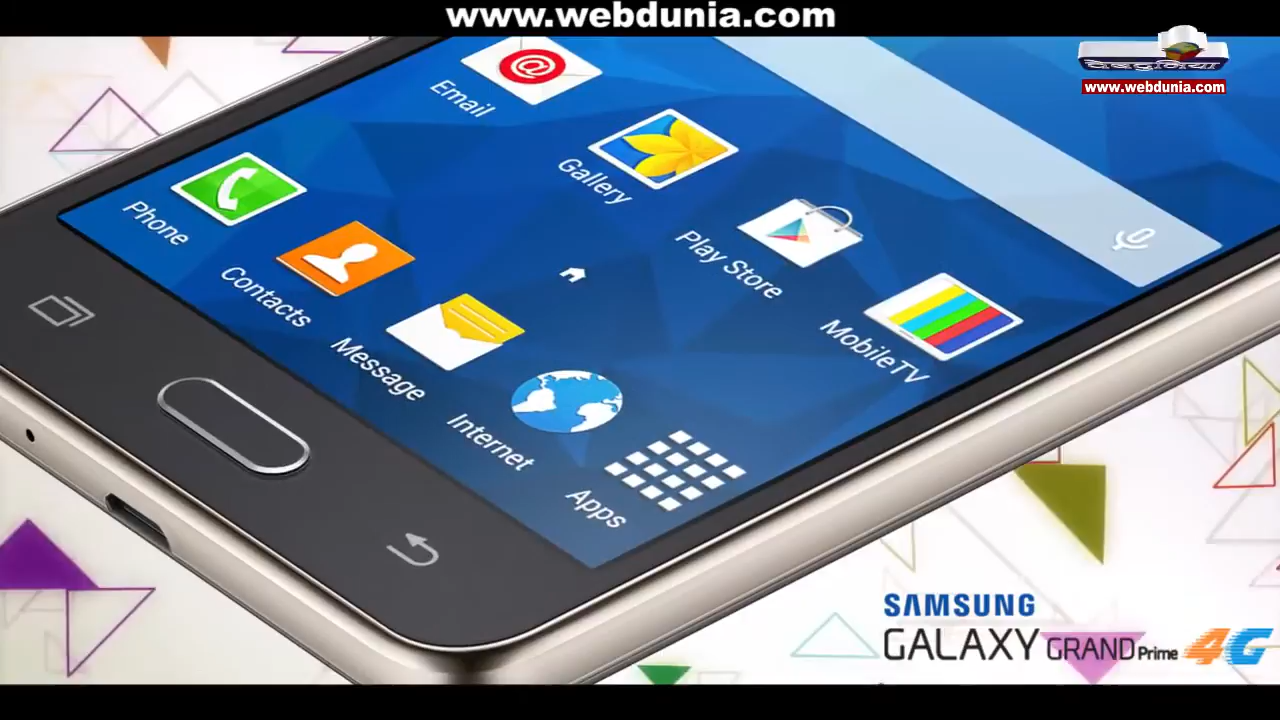 www.webdunia.com
वेबदुनिया
www.webdunia.com
Email
Gallery
Play Store
MobileTV
Phone
Contacts
Message
Internet
Apps
SAMSUNG
GALAXY GRAND Prime 4G